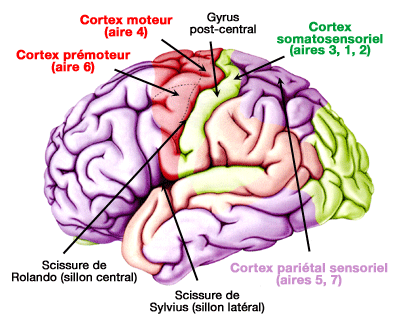 Cortex moteur
(aire 4)
Gyrus
post-central
Cortex
somatosensoriel
(aires 3, 1, 2)
Cortex prémoteur
(aire 6)
Cortex pariétal sensoriel
(aires 5, 7)
Scissure de
Rolando (sillon central)
Scissure de
Sylvius (sillon latéral)